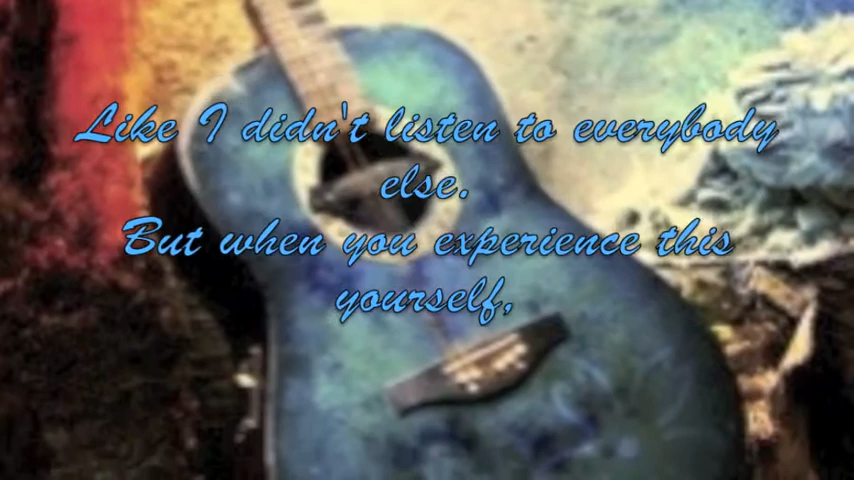 Like I didn't listen to everybody
else.
But when you experience this
yourself,